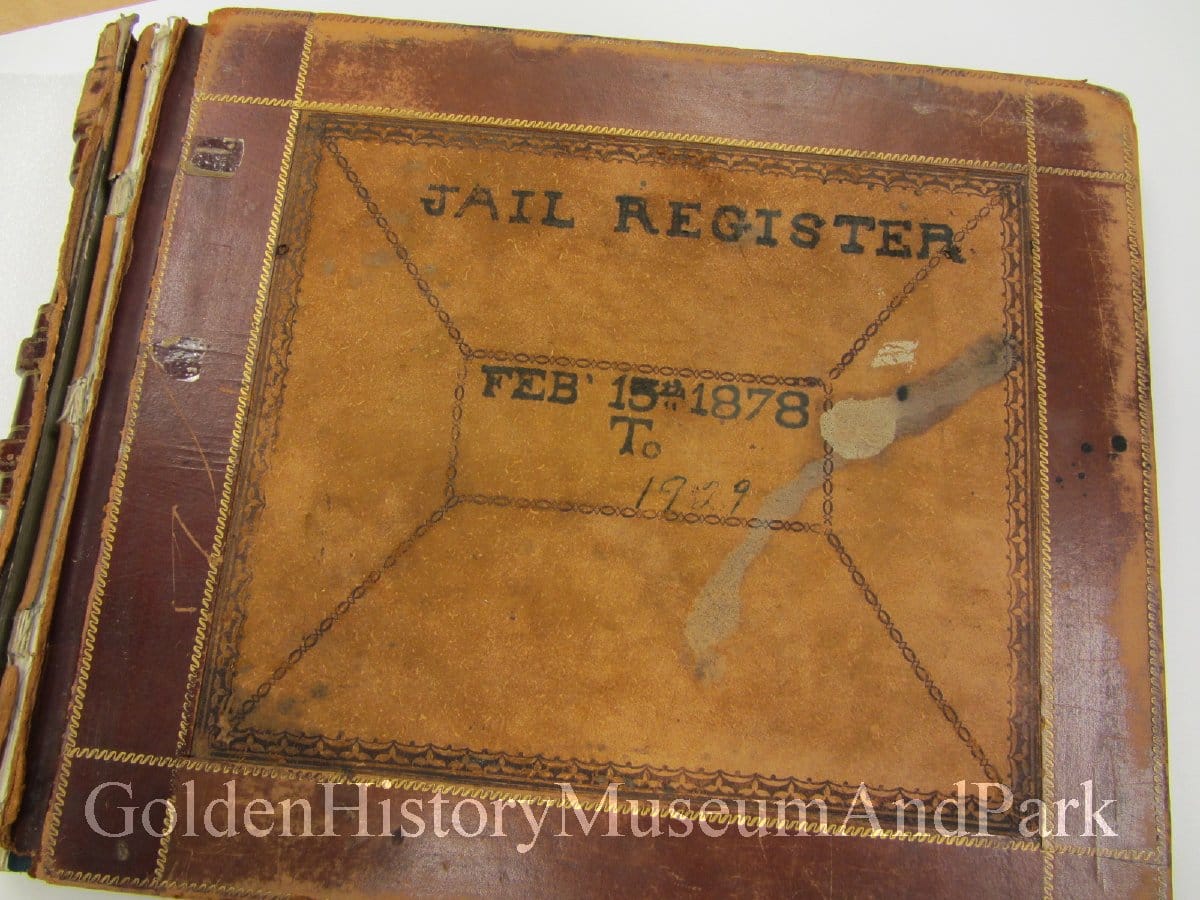 JAIL REGISTER
FEB' 15th 1878
To
1929
GoldenHistoryMuseumAndPark